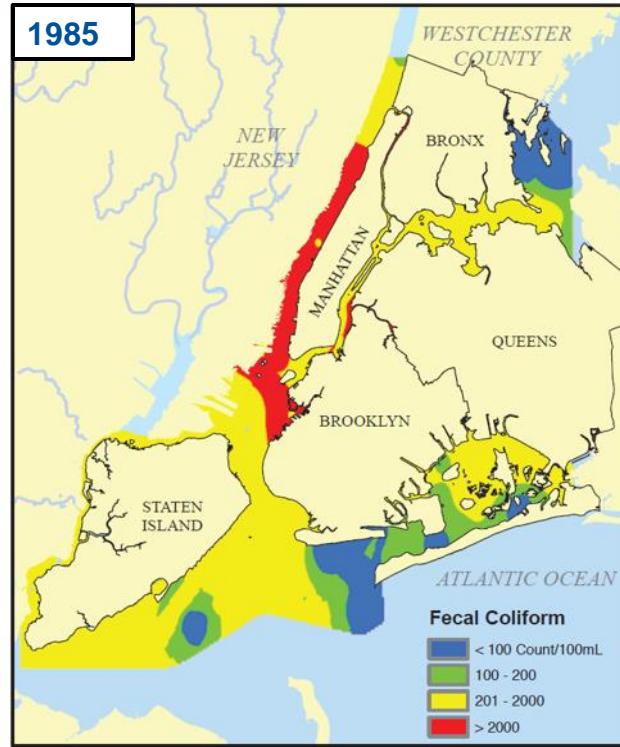 1985
WESTCHESTER
COUNTY
NEW
JERSEY
BRONX
MANHATTAN
QUEENS
BROOKLYN
STATEN
ISLAND
ATLANTIC OCEAN
Fecal Coliform
< 100 Count/100mL
100 - 200
201 - 2000
> 2000